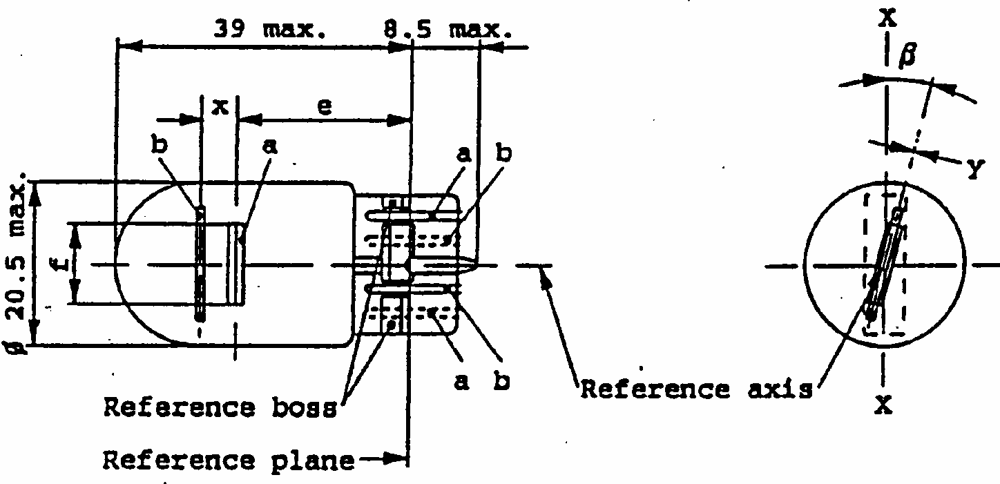 39 max.
8.5 max.
X
β
x
e
b
a
a
b
γ
ø 20.5 max.
f
a
b
Reference axis
Reference boss
X
Reference plane